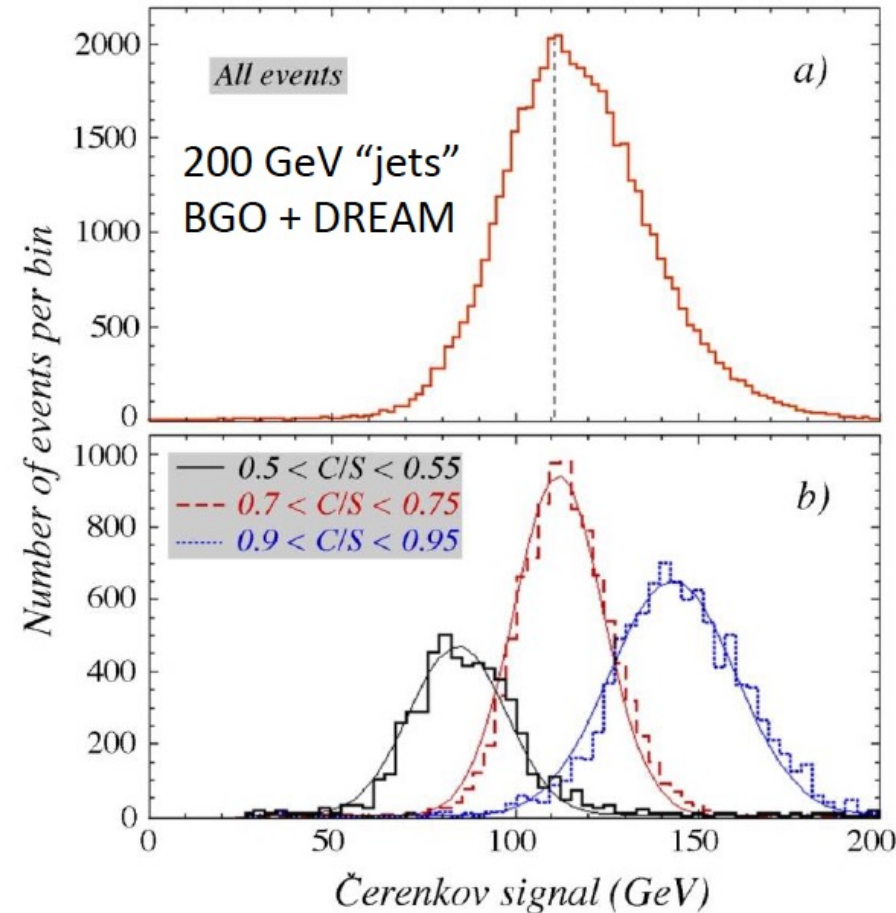 2000
1500
1000
500
0
All events
a)
200 GeV “jets”
BGO + DREAM
Number of events per bin
1000
800
600
400
200
0
0.5 < C/S < 0.55
0.7 < C/S < 0.75
0.9 < C/S < 0.95
b)
0 50 100 150 200
Čerenkov signal (GeV)